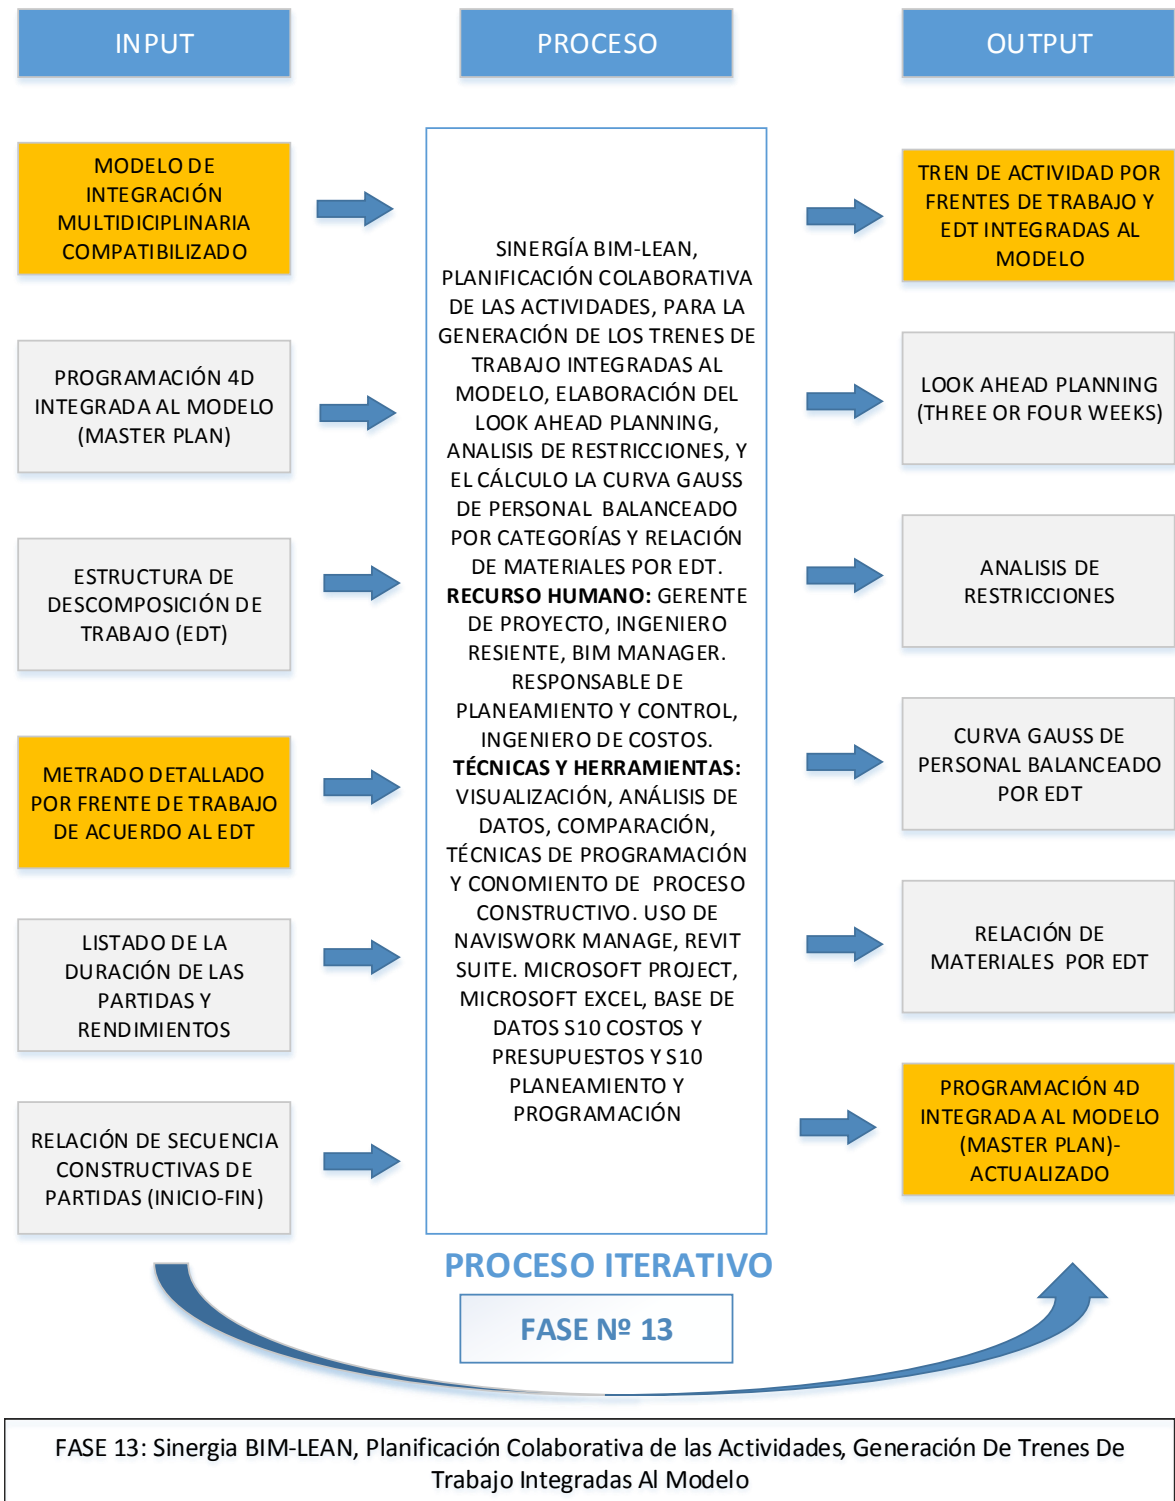 INPUT
PROCESO
OUTPUT
MODELO DE
INTEGRACIÓN
MULTIDICIPLINARIA
COMPATIBILIZADO
PROGRAMACIÓN 4D
INTEGRADA AL MODELO
(MASTER PLAN)
ESTRUCTURA DE
DESCOMPOSICIÓN DE
TRABAJO (EDT)
METRADO DETALLADO
POR FRENTE DE TRABAJO
DE ACUERDO AL EDT
LISTADO DE LA
DURACIÓN DE LAS
PARTIDAS Y
RENDIMIENTOS
RELACIÓN DE SECUENCIA
CONSTRUCTIVAS DE
PARTIDAS (INICIO-FIN)
SINERGÍA BIM-LEAN,
PLANIFICACIÓN COLABORATIVA
DE LAS ACTIVIDADES, PARA LA
GENERACIÓN DE LOS TRENES DE
TRABAJO INTEGRADAS AL
MODELO, ELABORACIÓN DEL
LOOK AHEAD PLANNING,
ANALISIS DE RESTRICCIONES, Y
EL CÁLCULO LA CURVA GAUSS
DE PERSONAL BALANCEADO
POR CATEGORÍAS Y RELACIÓN
DE MATERIALES POR EDT.
RECURSO HUMANO: GERENTE
DE PROYECTO, INGENIERO
RESIENTE, BIM MANAGER.
RESPONSABLE DE
PLANEAMIENTO Y CONTROL,
INGENIERO DE COSTOS.
TÉCNICAS Y HERRAMIENTAS:
VISUALIZACIÓN, ANÁLISIS DE
DATOS, COMPARACIÓN,
TÉCNICAS DE PROGRAMACIÓN
Y CONOMIENTO DE PROCESO
CONSTRUCTIVO. USO DE
NAVISWORK MANAGE, REVIT
SUITE. MICROSOFT PROJECT,
MICROSOFT EXCEL, BASE DE
DATOS S10 COSTOS Y
PRESUPUESTOS Y S10
PLANEAMIENTO Y
PROGRAMACIÓN
TREN DE ACTIVIDAD POR
FRENTES DE TRABAJO Y
EDT INTEGRADAS AL
MODELO
LOOK AHEAD PLANNING
(THREE OR FOUR WEEKS)
ANALISIS DE
RESTRICCIONES
CURVA GAUSS DE
PERSONAL BALANCEADO
POR EDT
RELACIÓN DE
MATERIALES POR EDT
PROGRAMACIÓN 4D
INTEGRADA AL MODELO
(MASTER PLAN)-
ACTUALIZADO
PROCESO ITERATIVO
FASE Nº 13
FASE 13: Sinergia BIM-LEAN, Planificación Colaborativa de las Actividades, Generación De Trenes De
Trabajo Integradas Al Modelo